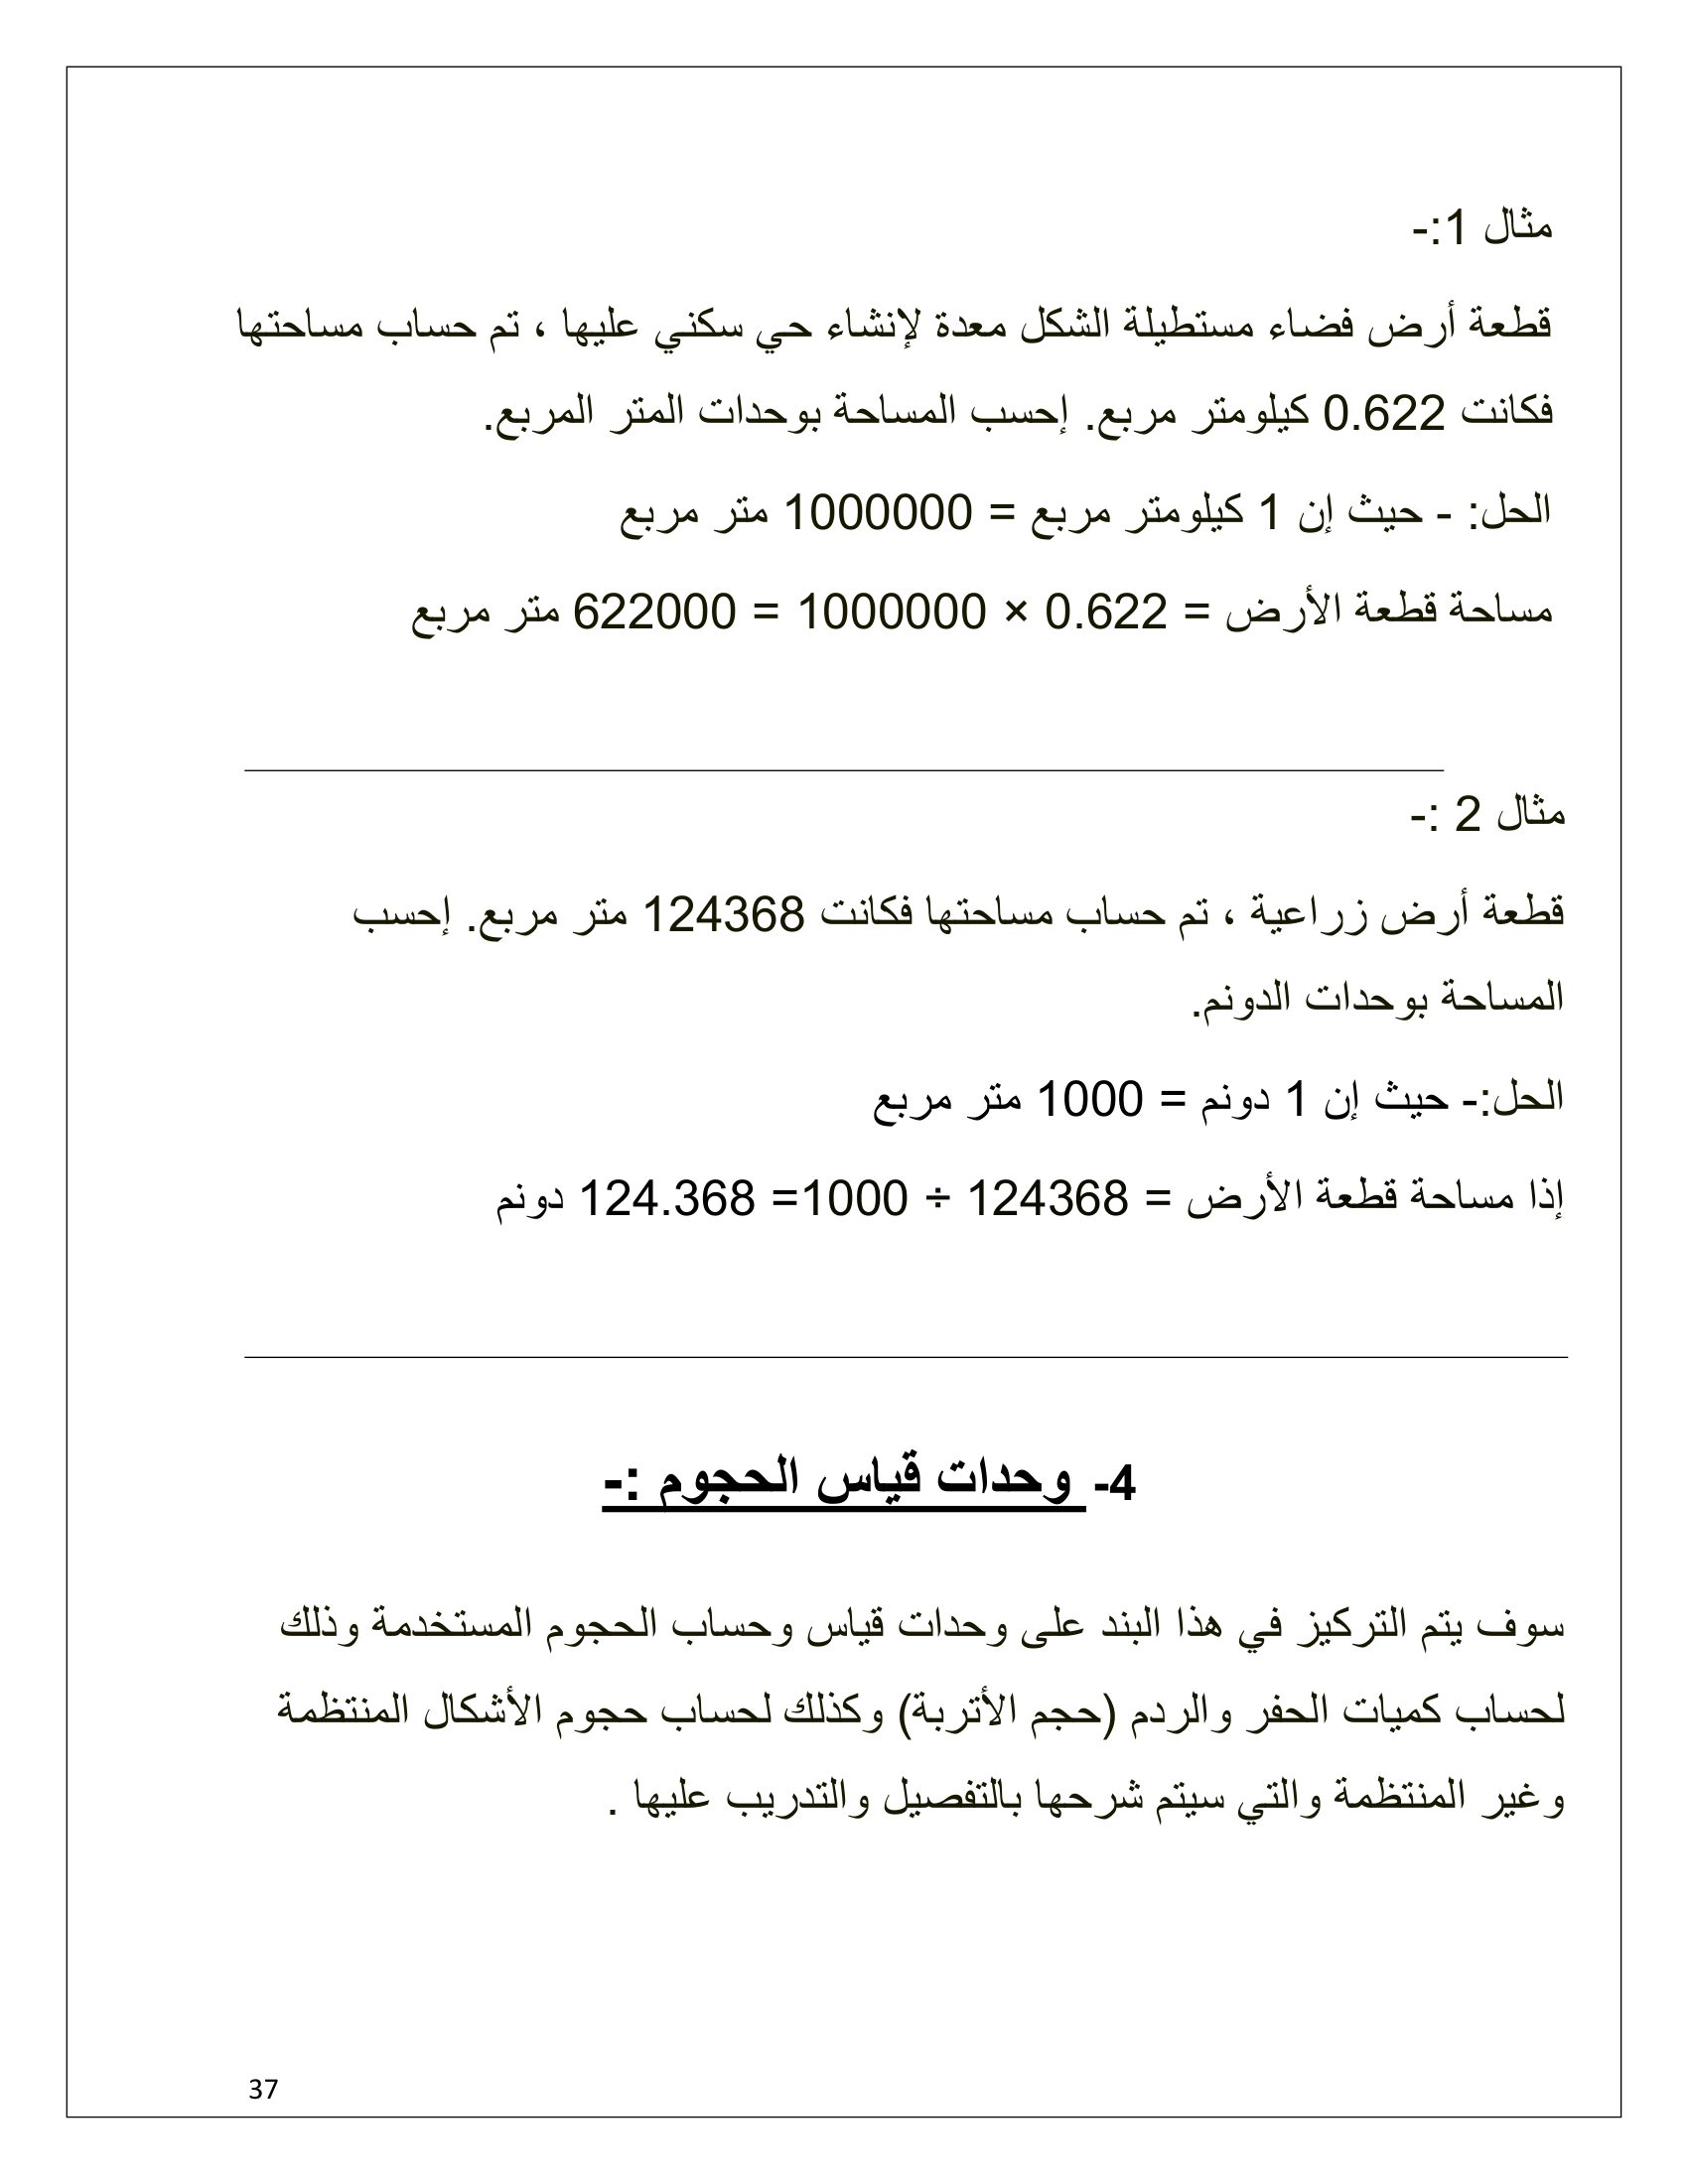 مثال 1:-
قطعة أرض فضاء مستطيلة الشكل معدة لإنشاء حي سكني عليها ، تم حساب مساحتها
فكانت 0.622 كيلومتر مربع. إحسب المساحة بوحدات المتر المربع.
الحل: - حيث إن 1 كيلومتر مربع = 1000000 متر مربع
مساحة قطعة الأرض = 0.622 × 1000000 = 622000 متر مربع
مثال 2 :-
قطعة أرض زراعية ، تم حساب مساحتها فكانت 124368 متر مربع. إحسب
المساحة بوحدات الدونم.
الحل:- حيث إن 1 دونم = 1000 متر مربع
إذا مساحة قطعة الأرض = 124368 ÷ 1000= 124.368 دونم
4- وحدات قياس الحجوم :-
سوف يتم التركيز في هذا البند على وحدات قياس وحساب الحجوم المستخدمة وذلك
لحساب كميات الحفر والردم (حجم الأتربة) وكذلك لحساب حجوم الأشكال المنتظمة
وغير المنتظمة والتي سيتم شرحها بالتفصيل والتدريب عليها .
37